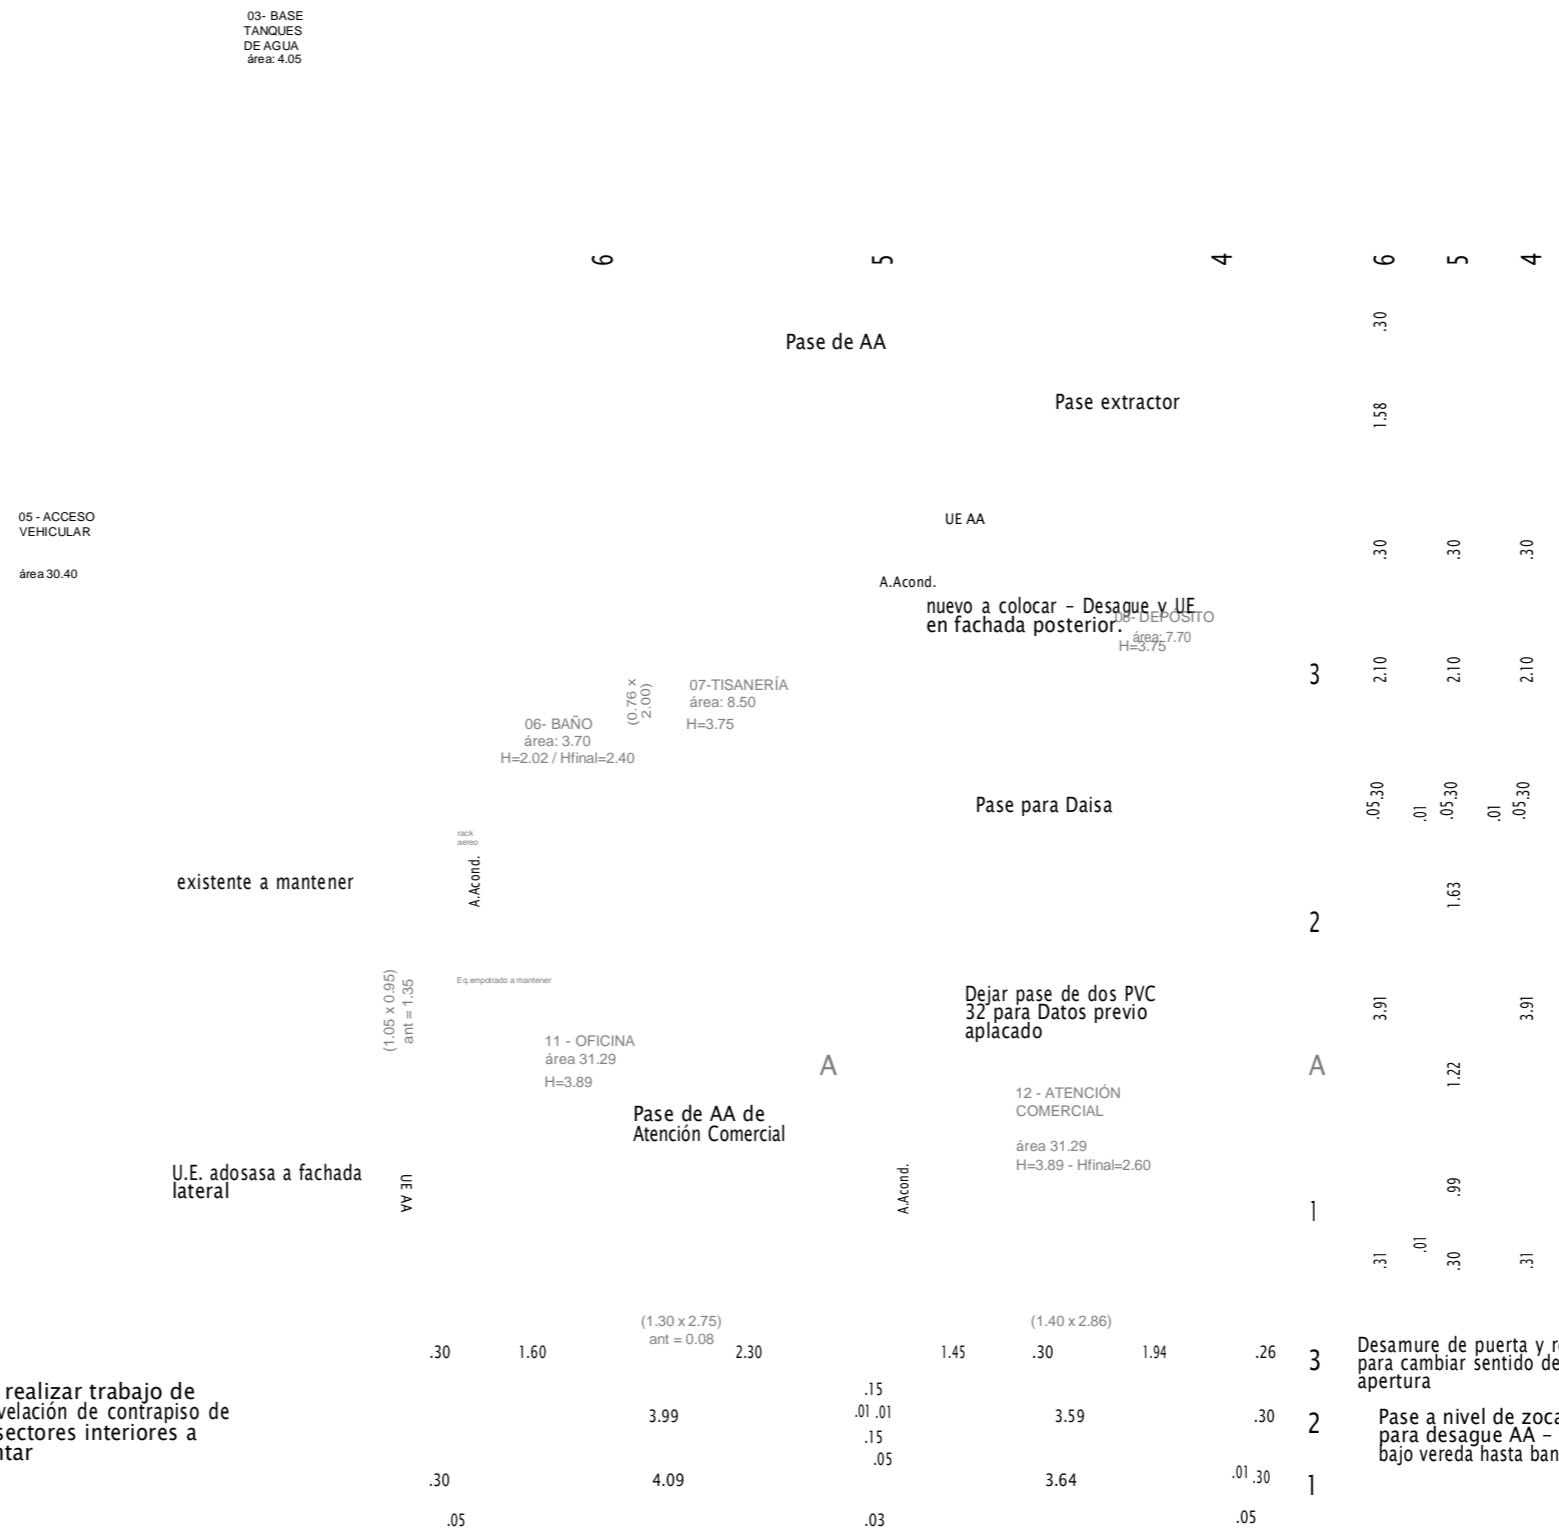 03- BASE
TANQUES
DE AGUA
área: 4.05
6
5
4
6
5
4
.30
Pase de AA
Pase extractor
1.58
05 - ACCESO
VEHICULAR
área 30.40
UE AA
.30
.30
.30
A.Acond.
nuevo a colocar – Desague y UE
en fachada posterior.
08- DEPÓSITO
área: 7.70
H=3.75
3
2.10
2.10
2.10
(0.76 x
2.00)
07-TISANERÍA
área: 8.50
H=3.75
06- BAÑO
área: 3.70
H=2.02 / Hfinal=2.40
Pase para Daisa
.05.30
.01
.05.30
.01
.05.30
rack
aereo
A.Acond.
existente a mantener
1.63
2
(1.05 x 0.95)
ant = 1.35
Eq.empotrado a mantener
Dejar pase de dos PVC
32 para Datos previo
aplacado
3.91
3.91
11 - OFICINA
área 31.29
H=3.89
A
A
1.22
12 - ATENCIÓN
COMERCIAL
área 31.29
H=3.89 - Hfinal=2.60
Pase de AA de
Atención Comercial
U.E. adosasa a fachada
lateral
UE AA
A.Acond.
.99
1
.31
.01
.30
.31
(1.30 x 2.75)
ant = 0.08
(1.40 x 2.86)
.30
1.60
2.30
1.45
.30
1.94
.26
3
Desamure de puerta y
para cambiar sentido de
apertura
realizar trabajo de
velación de contrapiso de
sectores interiores a
ntar
.15
3.99
.01 .01
3.59
.30
2
Pase a nivel de
para desague AA –
bajo vereda hasta
.15
.05
.30
4.09
3.64
.01 .30
1
.05
.03
.05